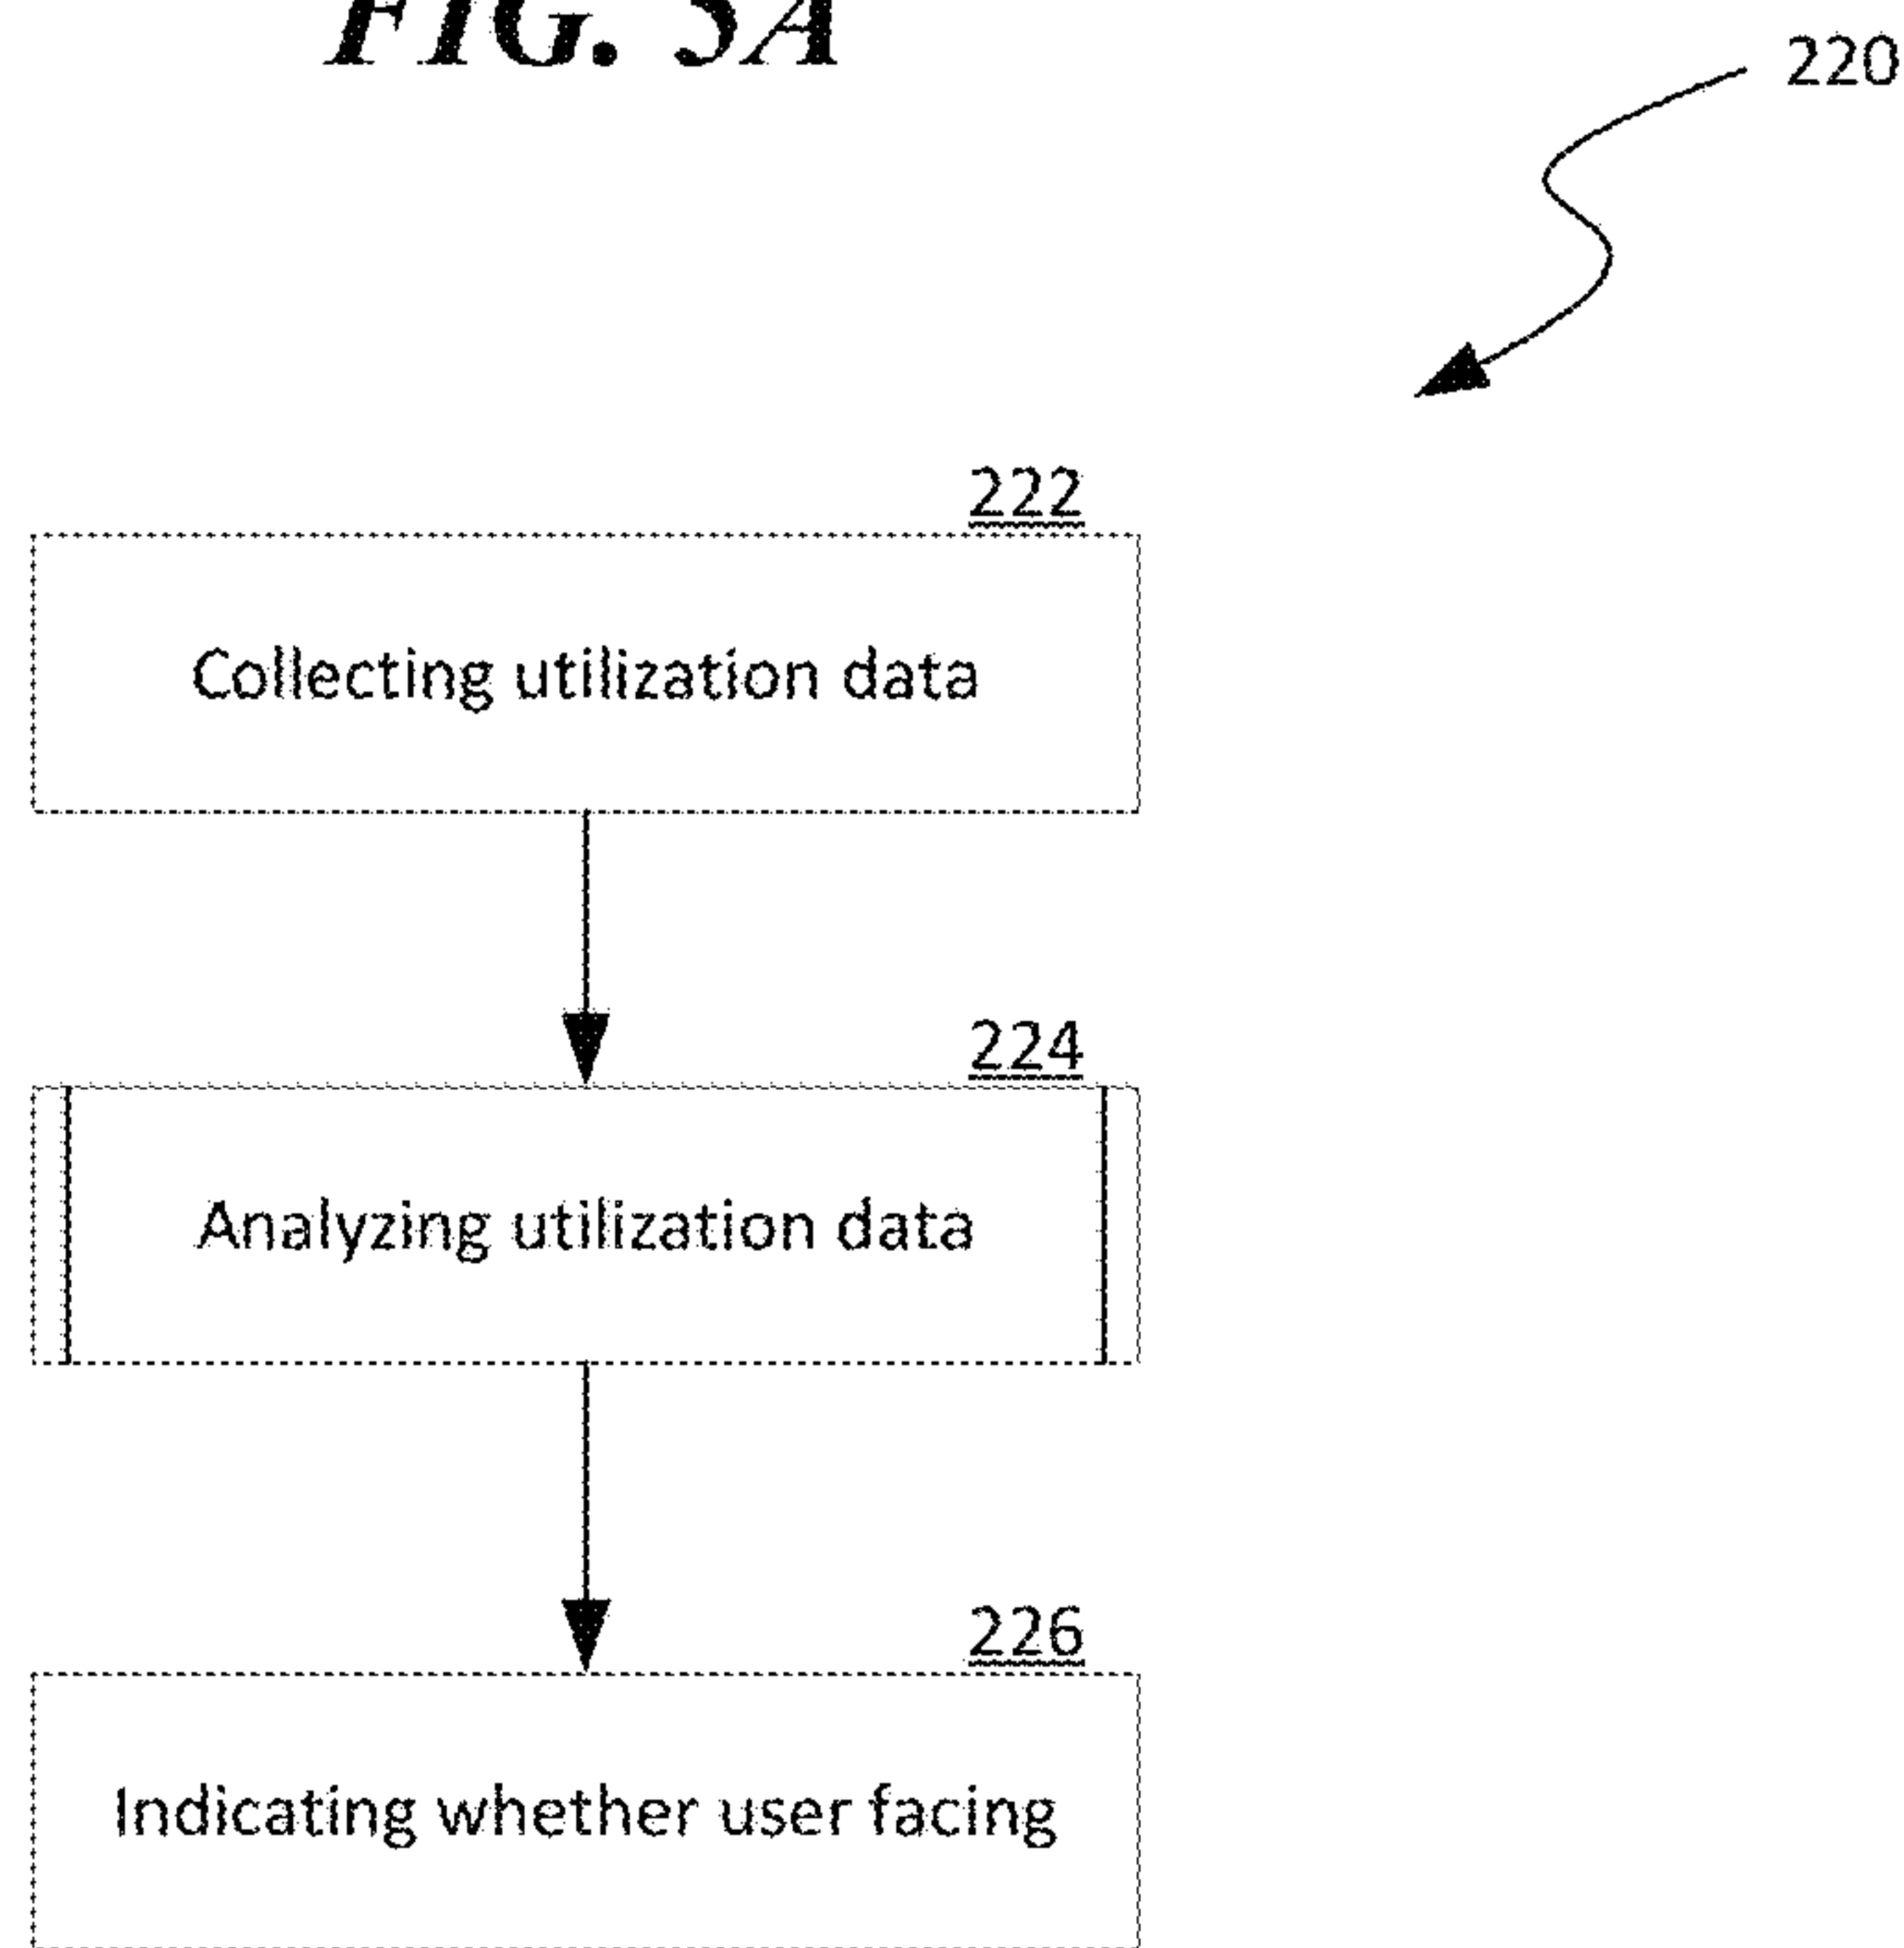 FIG. 5A
220
222
Collecting utilization data
224
Analyzing utilization data
226
Indicating whether user facing